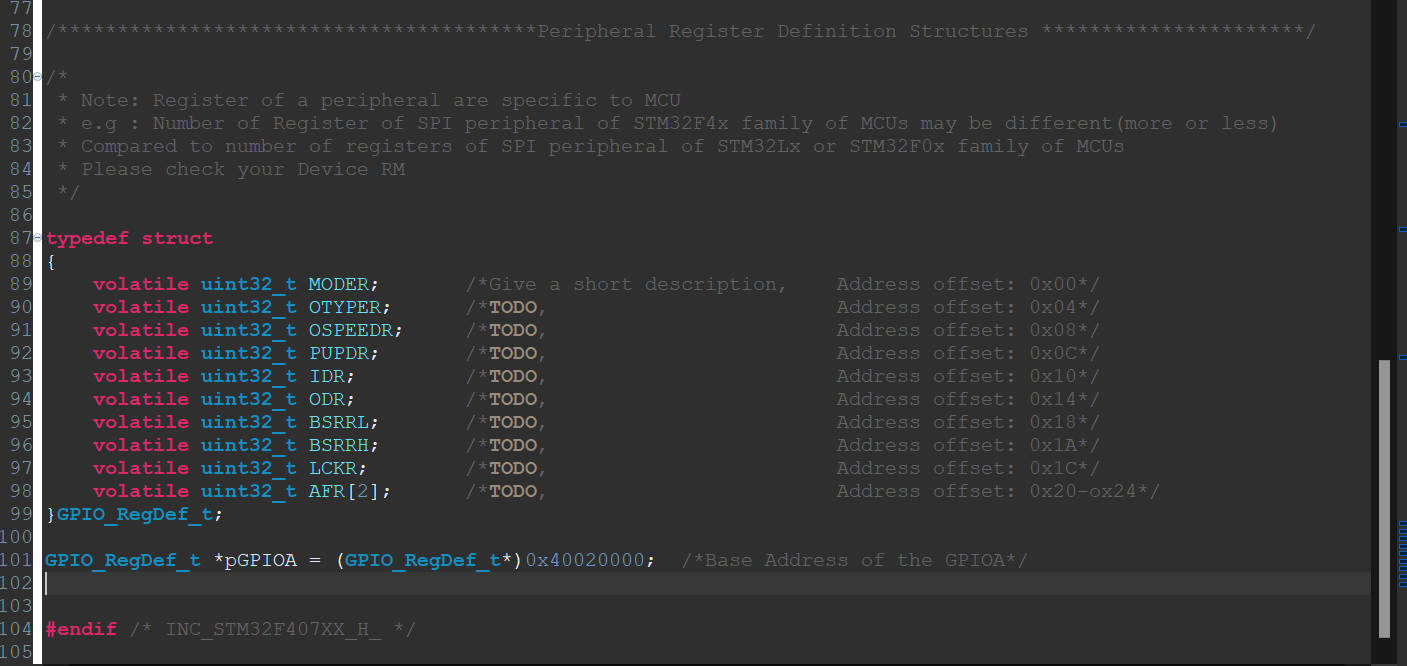 77
78 /****************************************Peripheral Register Definition Structures **********************/
79
80 /*
81  * Note: Register of a peripheral are specific to MCU
82  * e.g : Number of Register of SPI peripheral of STM32F4x family of MCUs may be different(more or less)
83  * Compared to number of registers of SPI peripheral of STM32Lx or STM32F0x family of MCUs
84  * Please check your Device RM
85  */
86
87 typedef struct
88 {
89     volatile uint32_t MODER;       /*Give a short description,    Address offset: 0x00*/
90     volatile uint32_t OTYPER;      /*TODO,                        Address offset: 0x04*/
91     volatile uint32_t OSPEEDR;     /*TODO,                        Address offset: 0x08*/
92     volatile uint32_t PUPDR;       /*TODO,                        Address offset: 0x0C*/
93     volatile uint32_t IDR;         /*TODO,                        Address offset: 0x10*/
94     volatile uint32_t ODR;         /*TODO,                        Address offset: 0x14*/
95     volatile uint32_t BSRRL;       /*TODO,                        Address offset: 0x18*/
96     volatile uint32_t BSRRH;       /*TODO,                        Address offset: 0x1A*/
97     volatile uint32_t LCKR;        /*TODO,                        Address offset: 0x1C*/
98     volatile uint32_t AFR[2];      /*TODO,                        Address offset: 0x20-ox24*/
99 }GPIO_RegDef_t;
100
101 GPIO_RegDef_t *pGPIOA = (GPIO_RegDef_t*)0x40020000;  /*Base Address of the GPIOA*/
102
103
104 #endif /* INC_STM32F407XX_H_ */
105